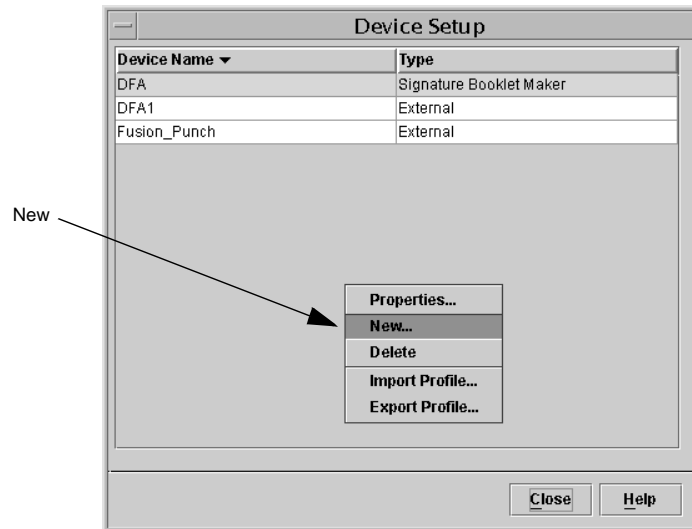 Device Setup
Device Name Type
DFA Signature Booklet Maker
DFA1 External
Fusion_Punch External
New
Properties...
New...
Delete
Import Profile...
Export Profile...
Close Help